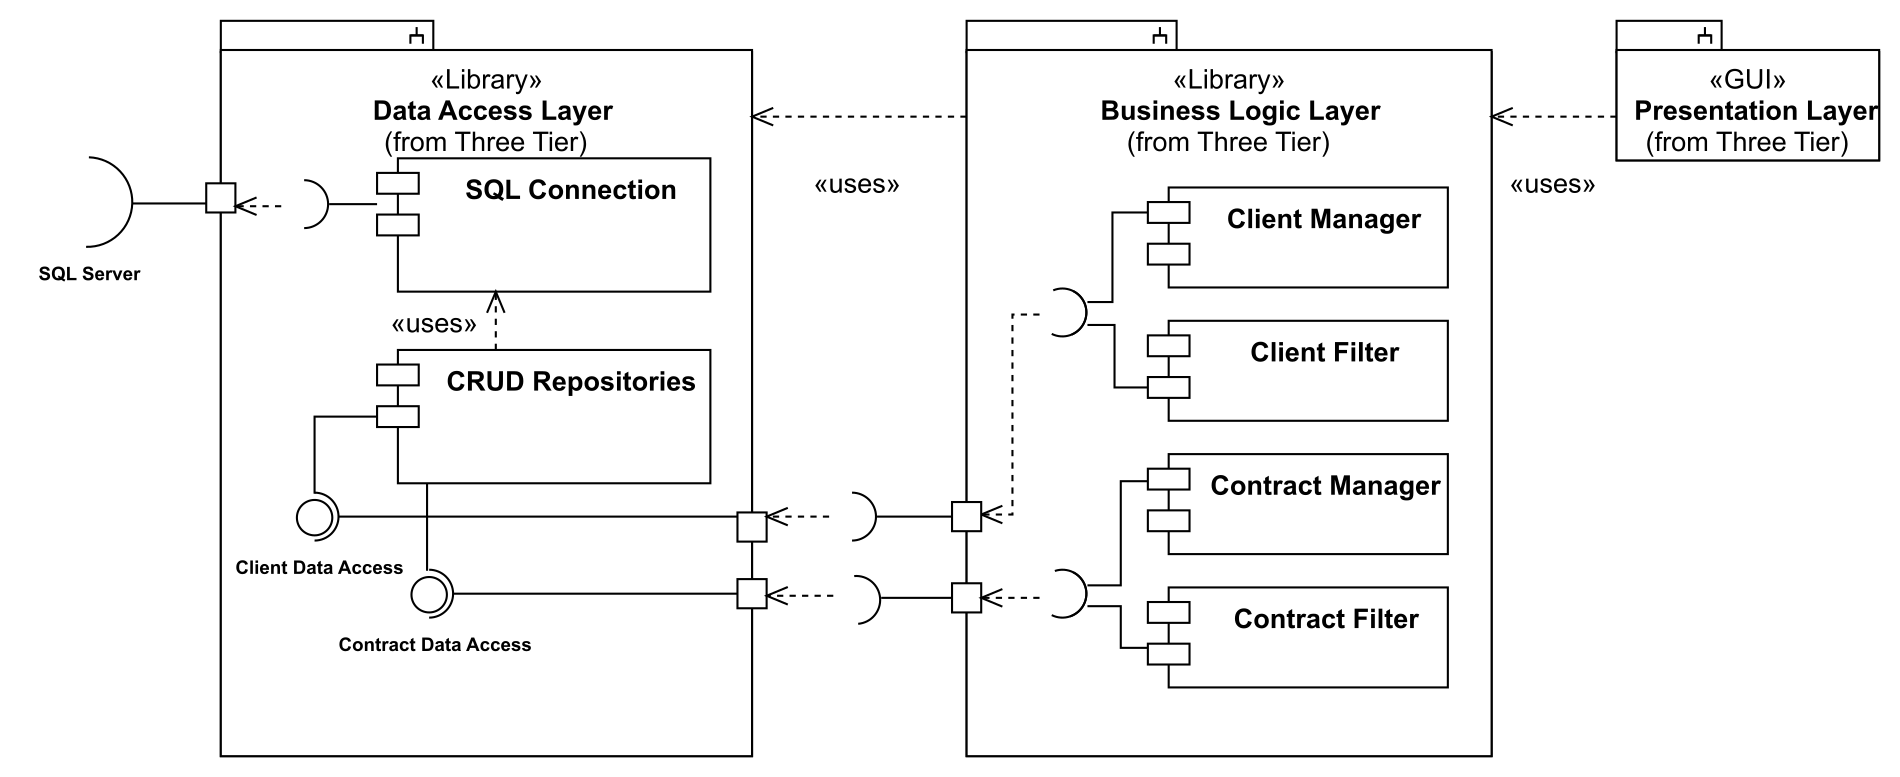 «Library»
Data Access Layer
(from Three Tier)
SQL Connection
SQL Server
«uses»
CRUD Repositories
Client Data Access
Contract Data Access
«uses»
«Library»
Business Logic Layer
(from Three Tier)
Client Manager
Client Filter
Contract Manager
Contract Filter
«uses»
«GUI»
Presentation Layer
(from Three Tier)